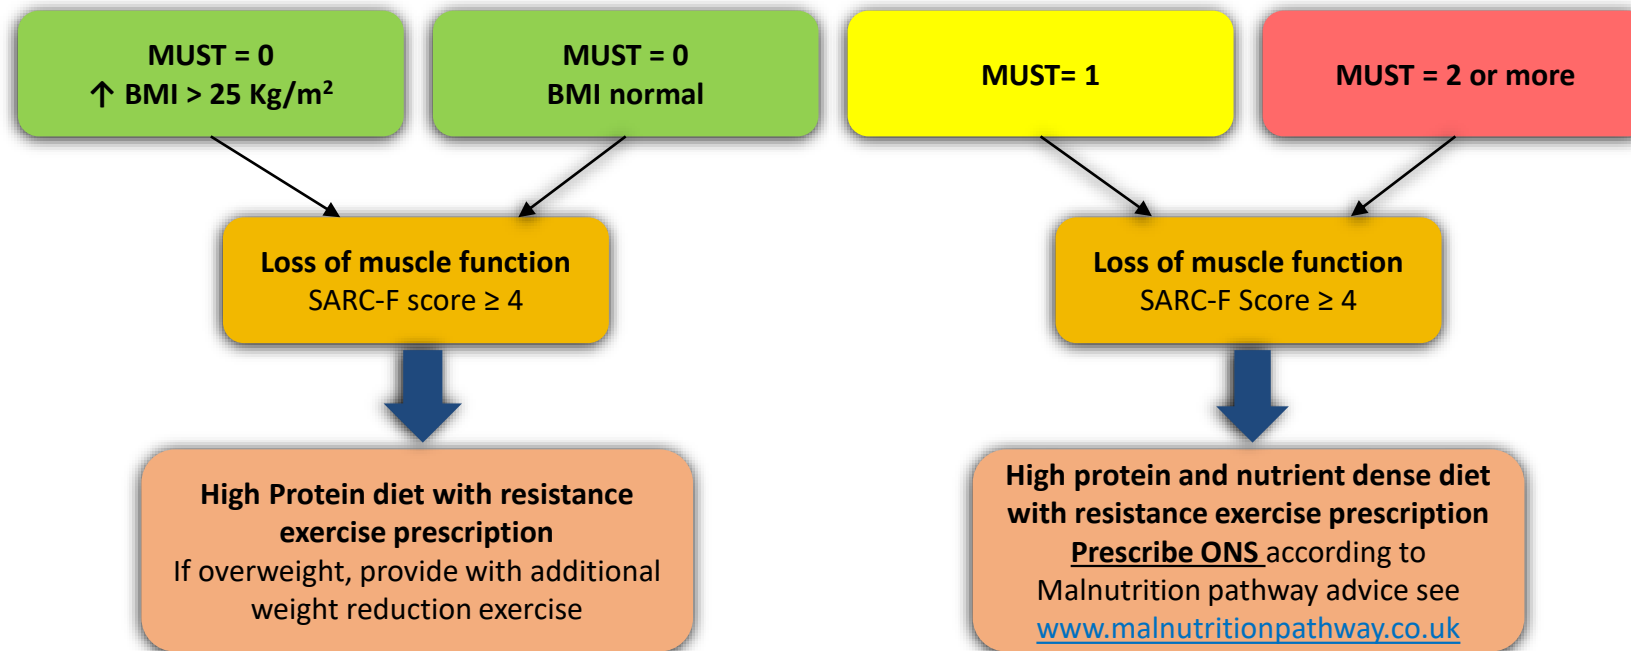 MUST = 0
↑ BMI > 25 Kg/m²
MUST = 0
BMI normal
MUST= 1
MUST = 2 or more
Loss of muscle function
SARC-F score ≥ 4
Loss of muscle function
SARC-F Score ≥ 4
High Protein diet with resistance
exercise prescription
If overweight, provide with additional
weight reduction exercise
High protein and nutrient dense diet
with resistance exercise prescription
Prescribe ONS according to
Malnutrition pathway advice see
www.malnutritionpathway.co.uk